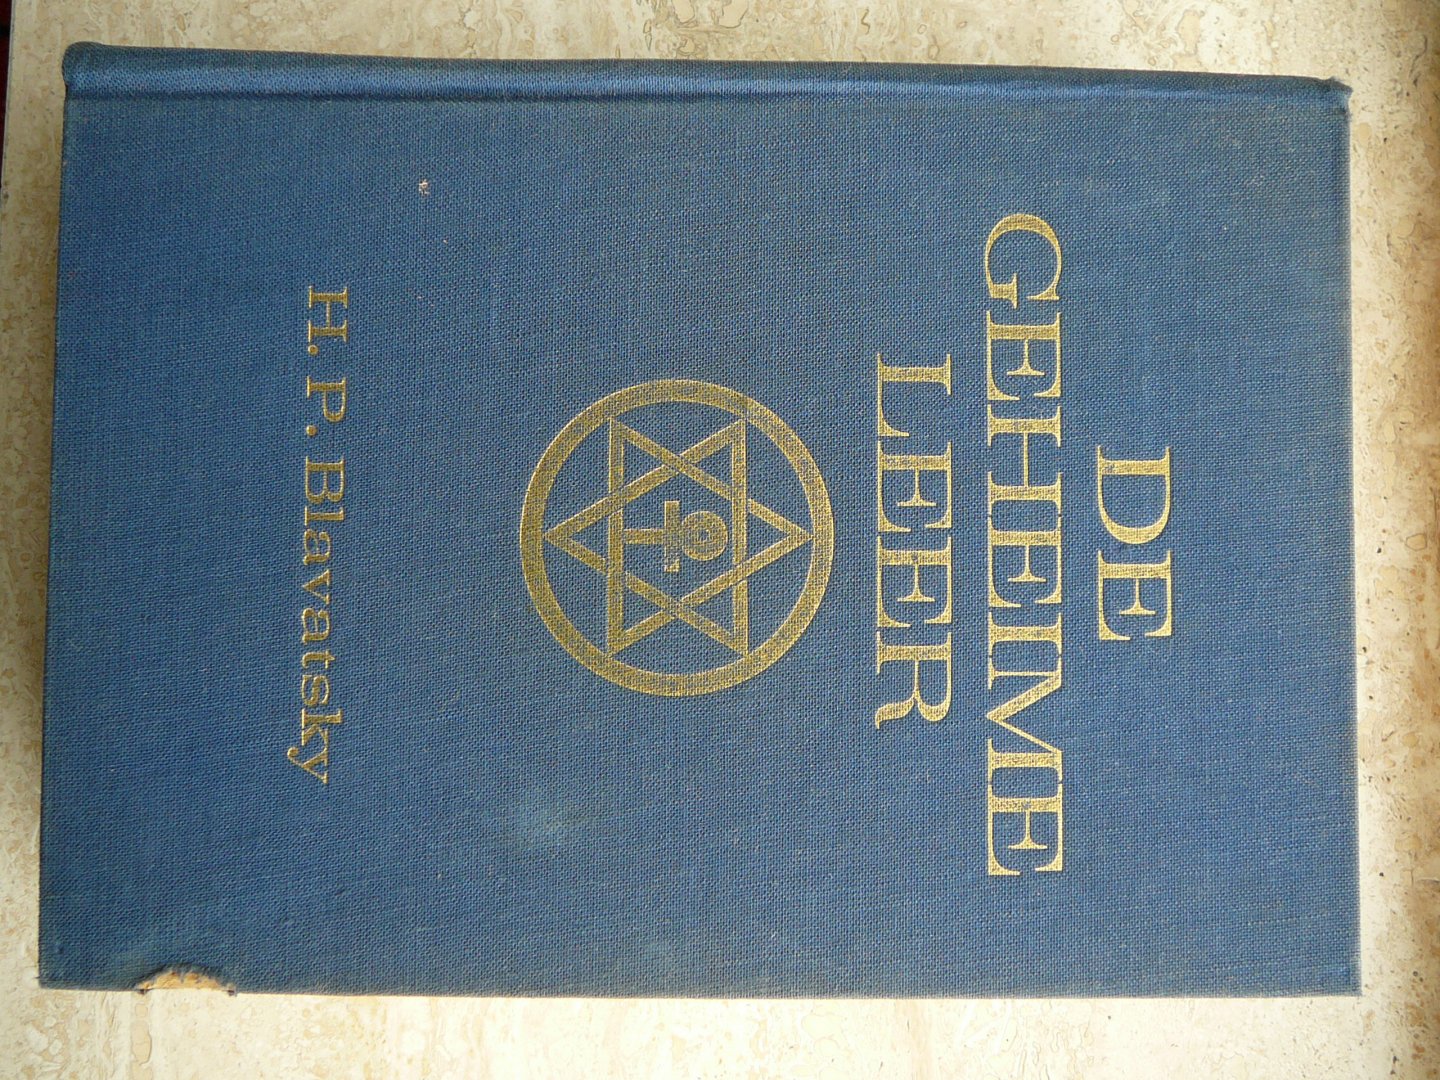 DE
GEHEIME
LEER
H. P. Blavatsky